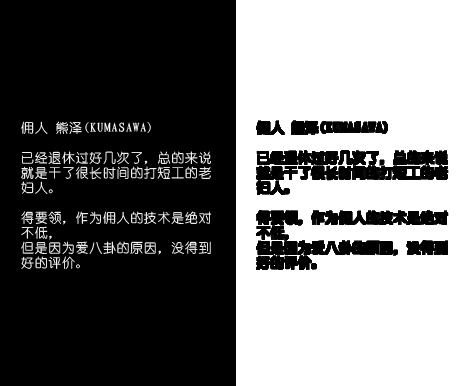 佣人 熊泽(KUMASAWA)
已经退休过好几次了，总的来说
就是干了很长时间的打短工的老
妇人。
得要领，作为佣人的技术是绝对
不低，
但是因为爱八卦的原因，没得到
好的评价。
佣人 熊泽(KUMASAWA)
已经退休过好几次了，总的来说
就是干了很长时间的打短工的老
妇人。
得要领，作为佣人的技术是绝对
不低，
但是因为爱八卦的原因，没得到
好的评价。